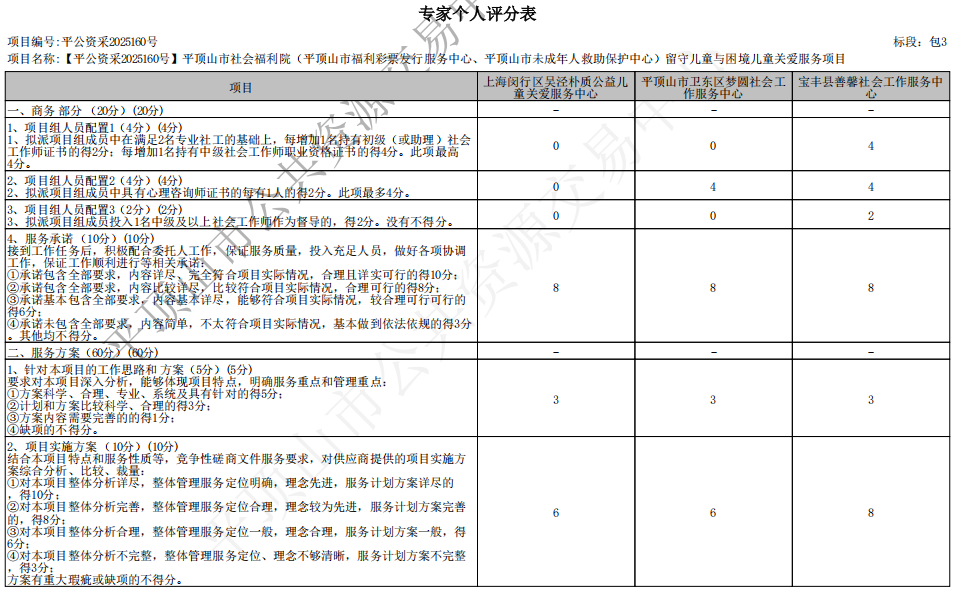 专家个人评分表
项目编号:平公资采2025160号
标段: 包3
项目名称:【平公资采2025160号】平顶山市社会福利院（平顶山市福利彩票发行服务中心、平顶山市未成年人救助保护中心）留守儿童与困境儿童关爱服务项目
项目
上海闵行区吴泾朴质公益儿
童关爱服务中心
平顶山市卫东区梦圆社会工
作服务中心
宝丰县善馨社会工作服务中
心
一、商务部分（20分）(20分)
-
-
-
1、项目组人员配置1（4分）(4分)
1、拟派项目组成员中在满足2名专业社工的基础上，每增加1名持有初级（或助理）社会
工作师证书的得2分；每增加1名持有中级社会工作师职业资格证书的得4分。此项最高
4分。
0
0
4
2、项目组人员配置2（4分）(4分)
2、拟派项目组成员中具有心理咨询师证书的每有1人的得2分。此项最多4分。
0
4
4
3、项目组人员配置3（2分）(2分)
3、拟派项目组成员投入1名中级及以上社会工作师作为督导的，得2分。没有不得分。
0
0
2
4、服务承诺（10分）(10分)
接到工作任务后，积极配合委托人工作，保证服务质量，投入充足人员，做好各项协调
工作，保证工作顺利进行等相关承诺：
①承诺包含全部要求，内容详尽、完全符合项目实际情况，合理且详实可行的得10分；
②承诺包含全部要求，内容比较详尽，比较符合项目实际情况，合理可行的得8分；
③承诺基本包含全部要求，内容基本详尽，能够符合项目实际情况，较合理可行可行的
得6分；
④承诺未包含全部要求，内容简单，不太符合项目实际情况，基本做到依法依规的得3分
。其他均不得分。
8
8
8
二、服务方案（60分）(60分)
-
-
-
1、针对本项目的工作思路和 方案（5分）(5分)
要求对本项目深入分析，能够体现项目特点，明确服务重点和管理重点：
①方案科学、合理、专业、系统及具有针对的得5分；
②计划和方案比较科学、合理的得3分；
③方案内容需要完善的的得1分；
④缺项的不得分。
3
3
3
2、项目实施方案（10分）(10分)
结合本项目特点和服务性质等，竞争性磋商文件服务要求，对供应商提供的项目实施方
案综合分析、比较、裁量：
①对本项目整体分析详尽，整体管理服务定位明确，理念先进，服务计划方案详尽的
，得10分；
②对本项目整体分析完善，整体管理服务定位合理，理念较为先进，服务计划方案完善
的，得8分；
③对本项目整体分析合理，整体管理服务定位一般，理念合理，服务计划方案一般，得
6分；
④对本项目整体分析不完整，整体管理服务定位、理念不够清晰，服务计划方案不完整
，得3分；
方案有重大瑕疵或缺项的不得分。
6
6
8
平顶山市公共资源交易中
平顶山市公共资源交易中